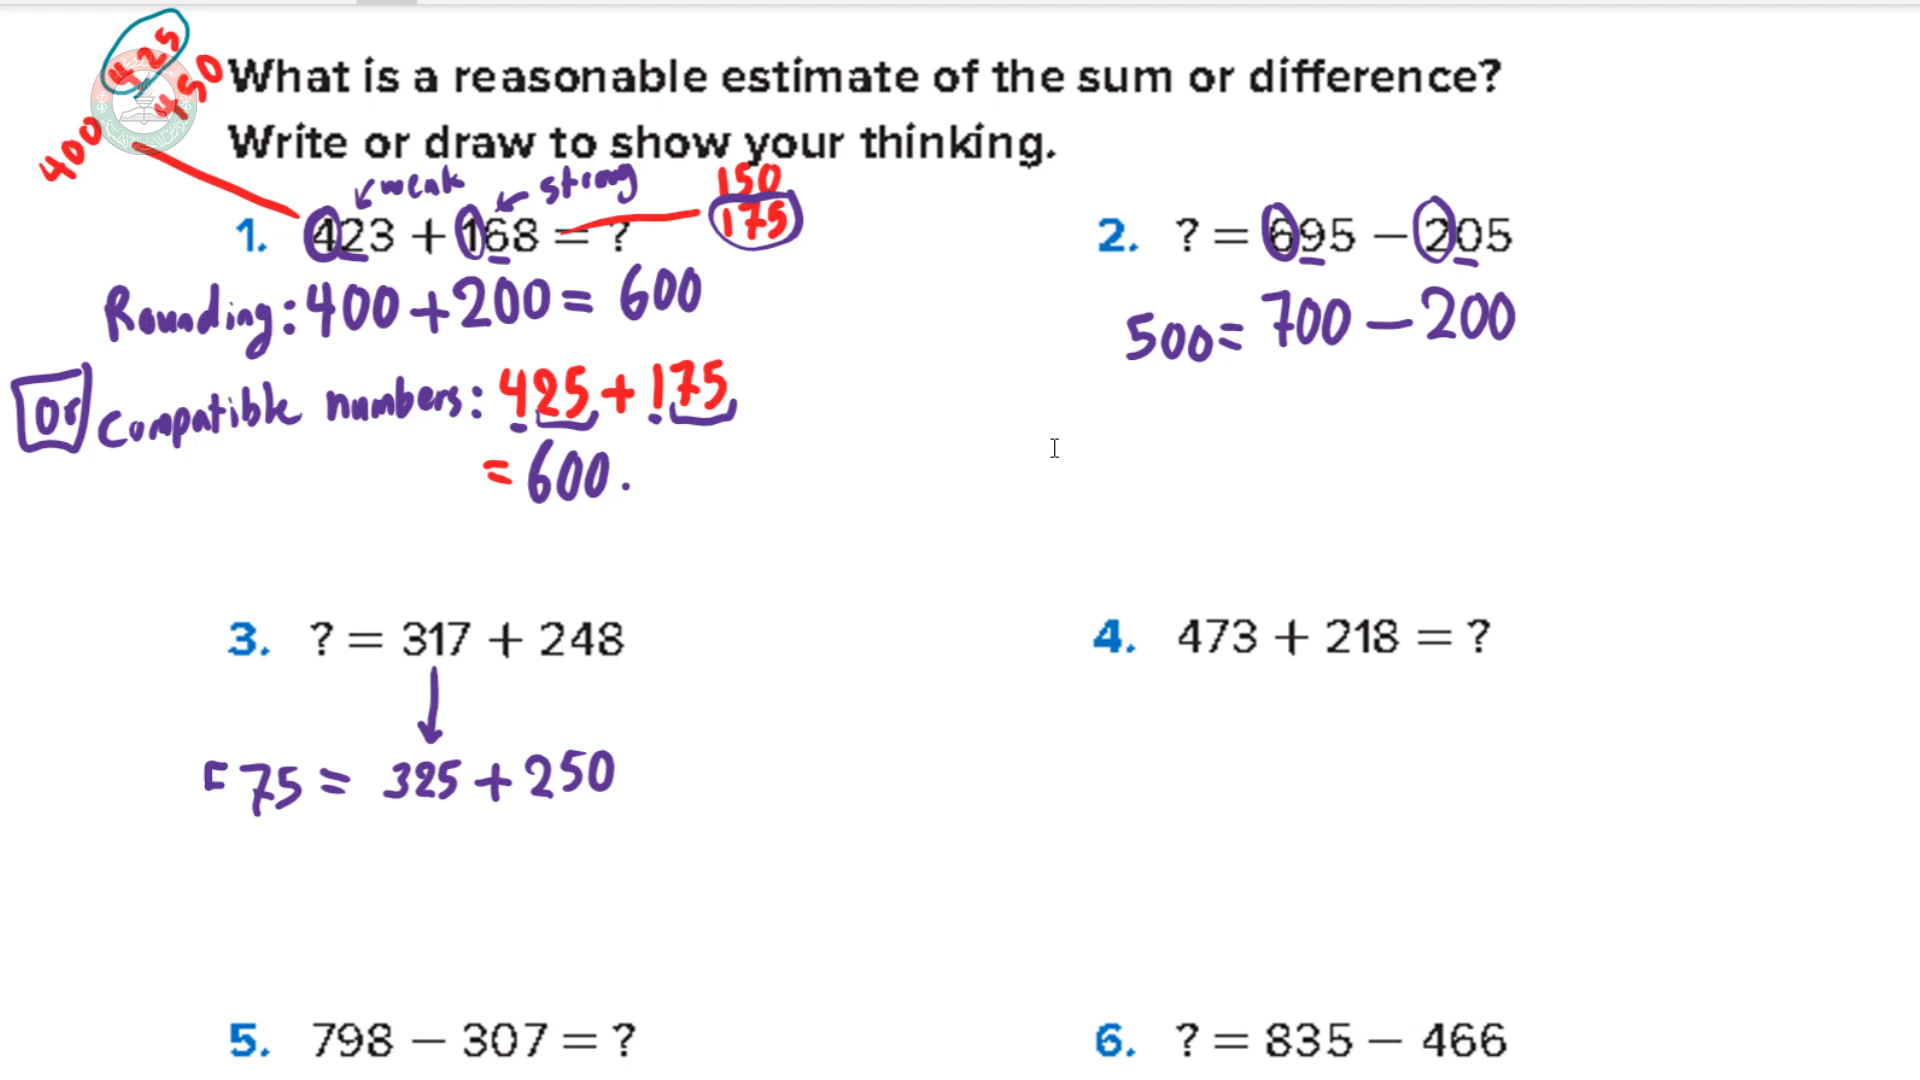 425
450
400
What is a reasonable estimate of the sum or difference?
Write or draw to show your thinking.
weak strong 150
1. 423 + 168 = ? 175
Rounding: 400 + 200 = 600
Or Compatible numbers: 425 + 175
= 600.
2. ? = 695 − 205
500 = 700 − 200
3. ? = 317 + 248
75 = 325 + 250
4. 473 + 218 = ?
5. 798 − 307 = ?
6. ? = 835 − 466